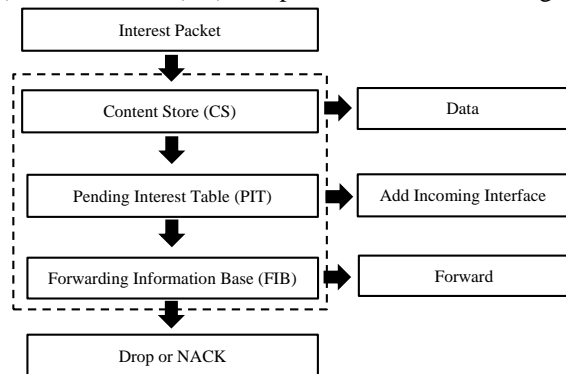 Interest Packet
Content Store (CS)
Data
Pending Interest Table (PIT)
Add Incoming Interface
Forwarding Information Base (FIB)
Forward
Drop or NACK